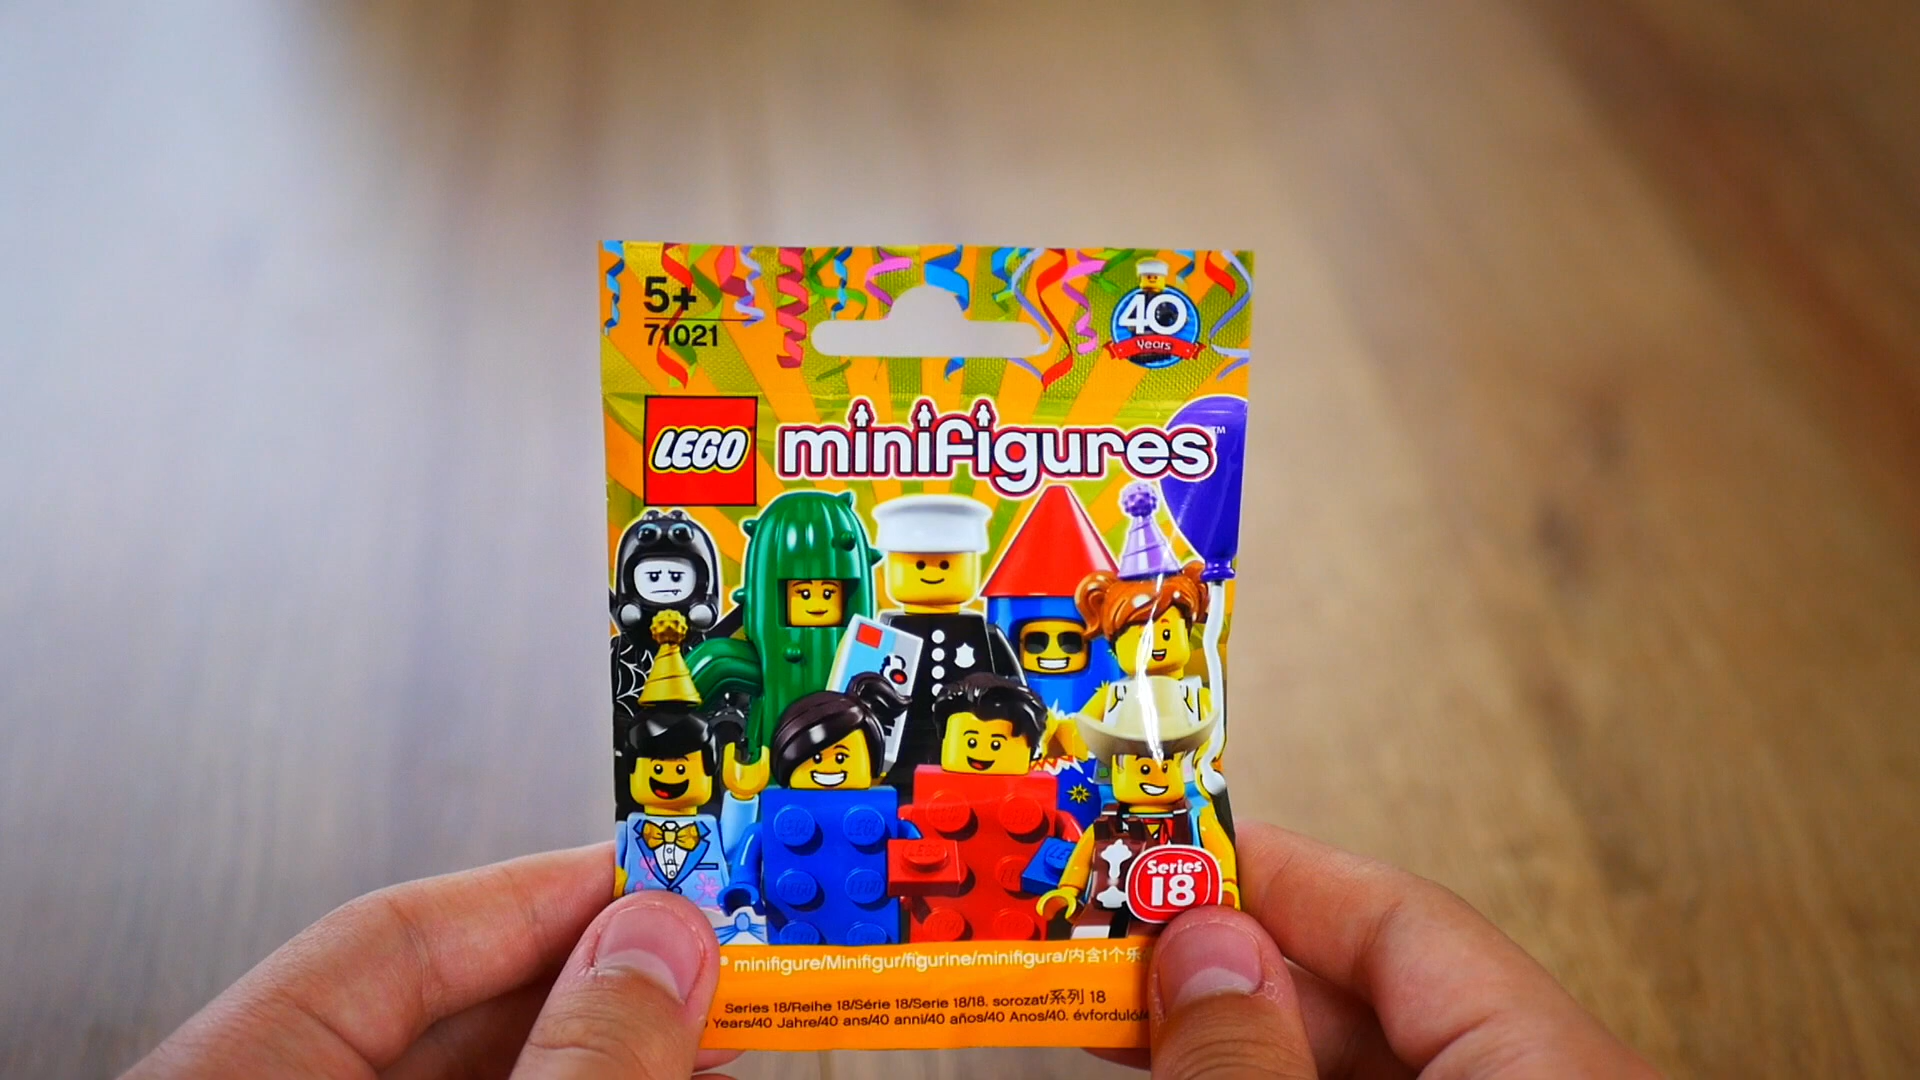 5+
71021
40
Years
LEGO
minifigures™
Series
18
® minifigure/Minifigur/figurine/minifigura/内含1个乐
Series 18/Reihe 18/Série 18/Serie 18/18. sorozat/系列 18
Years/40 Jahre/40 ans/40 anni/40 años/40 Anos/40. évforduló/